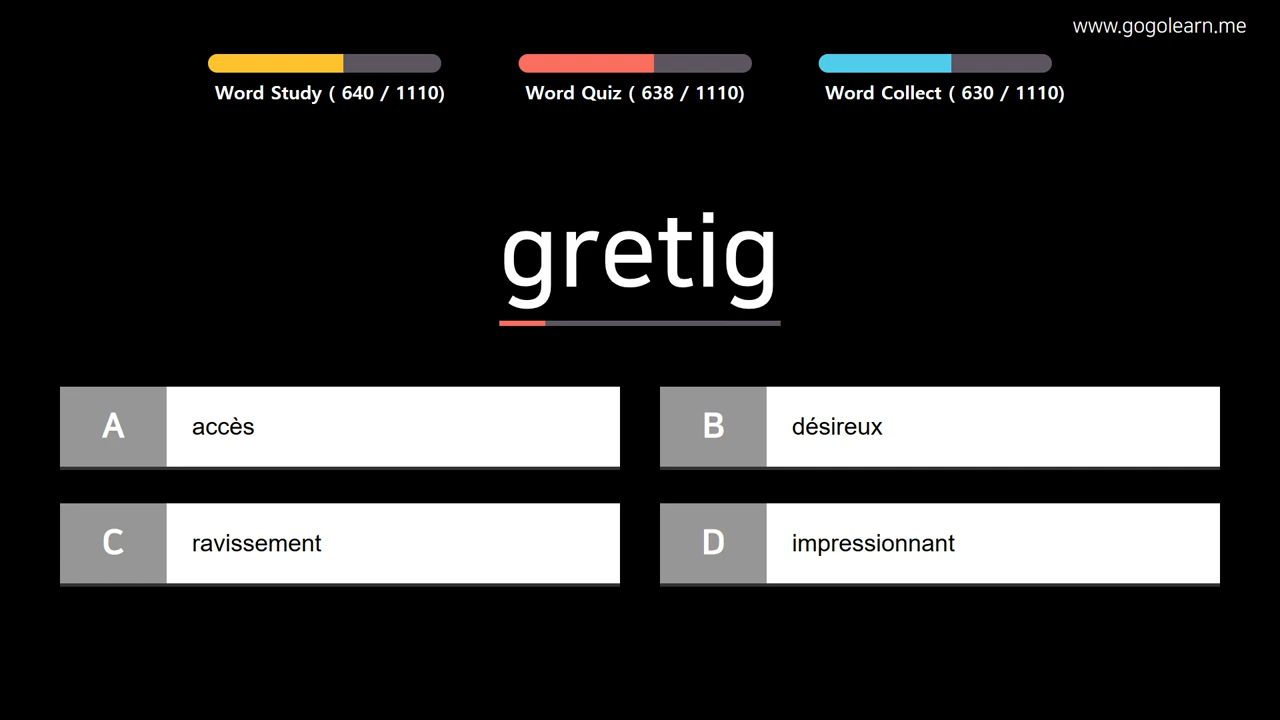 www.gogolearn.me
Word Study ( 640 / 1110)
Word Quiz ( 638 / 1110)
Word Collect ( 630 / 1110)
gretig
A accès
B désireux
C ravissement
D impressionnant